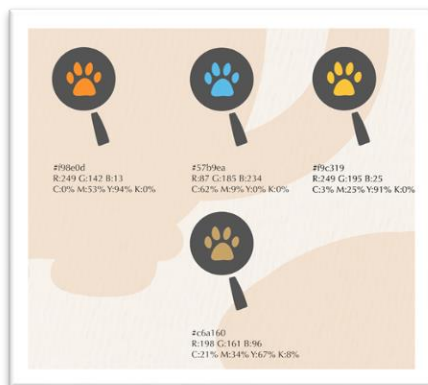 #f98e0d
R:249 G:142 B:13
C:0% M:53% Y:94% K:0%
#57b9ea
R:87 G:185 B:234
C:62% M:9% Y:0% K:0%
#f9c319
R:249 G:195 B:25
C:3% M:25% Y:91% K:0%
#c6a160
R:198 G:161 B:96
C:21% M:34% Y:67% K:8%